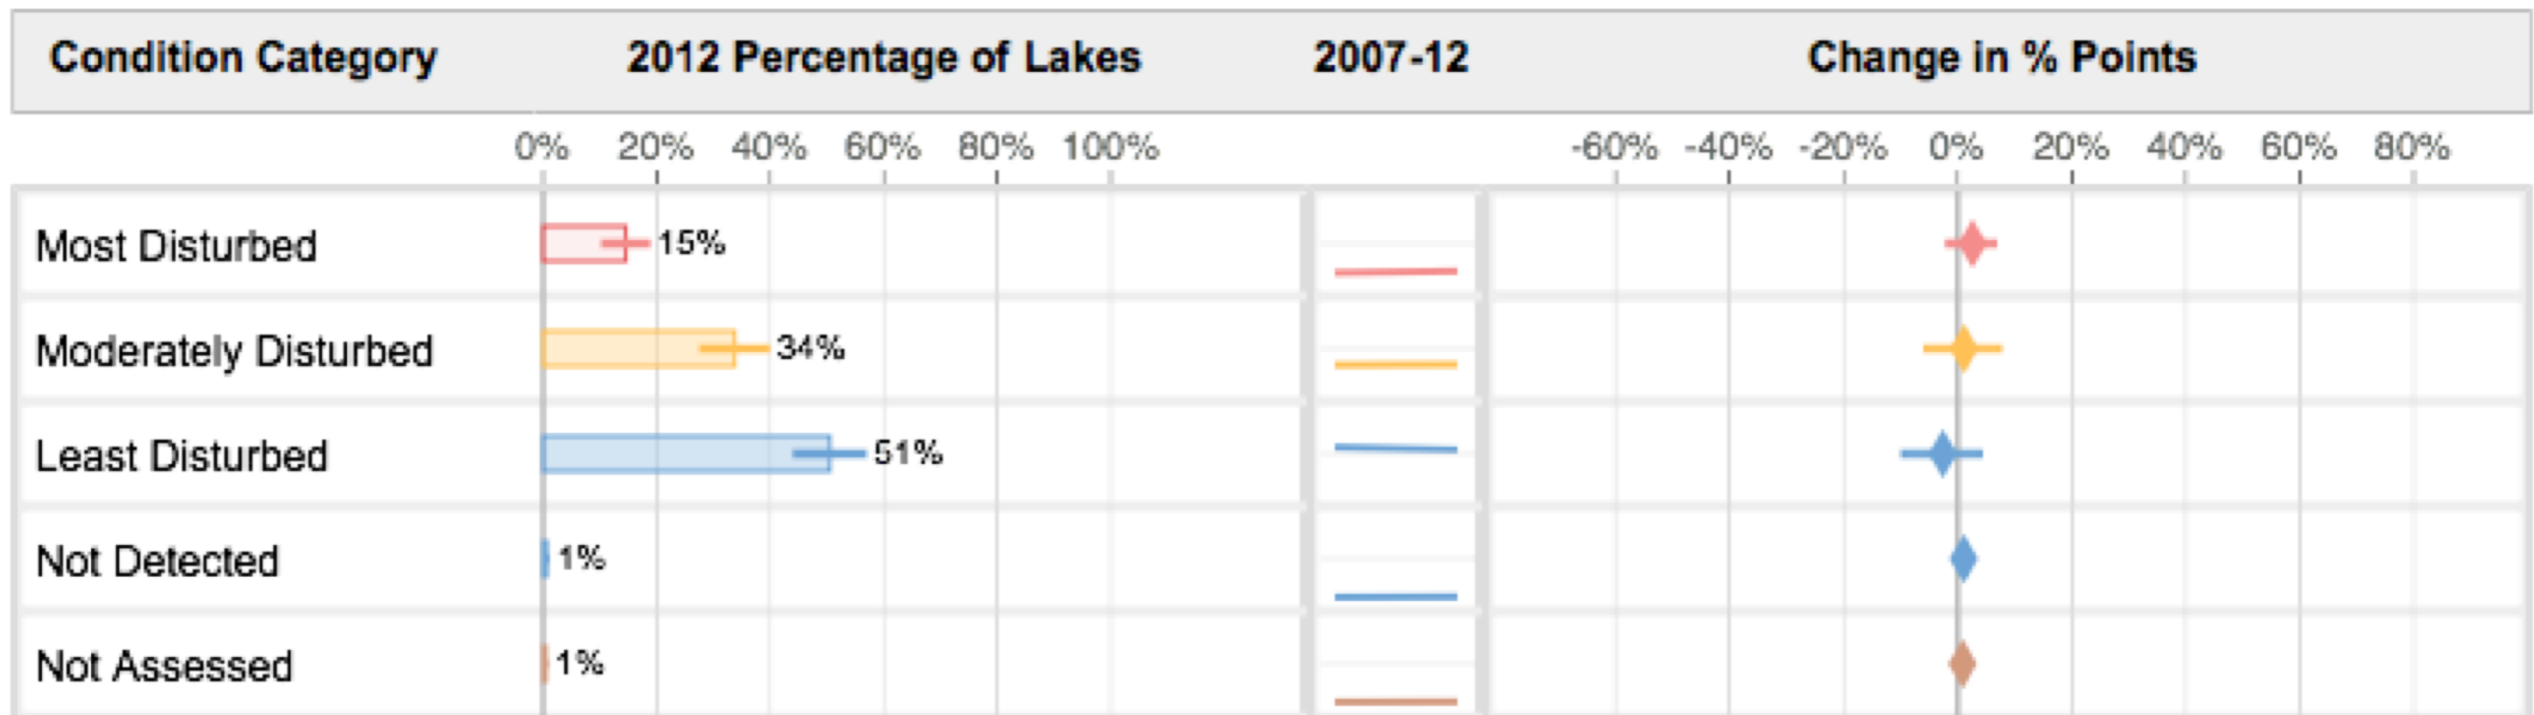 Condition Category 2012 Percentage of Lakes 2007-12 Change in % Points
0% 20% 40% 60% 80% 100% -60% -40% -20% 0% 20% 40% 60% 80%
Most Disturbed 15%
Moderately Disturbed 34%
Least Disturbed 51%
Not Detected 1%
Not Assessed 1%